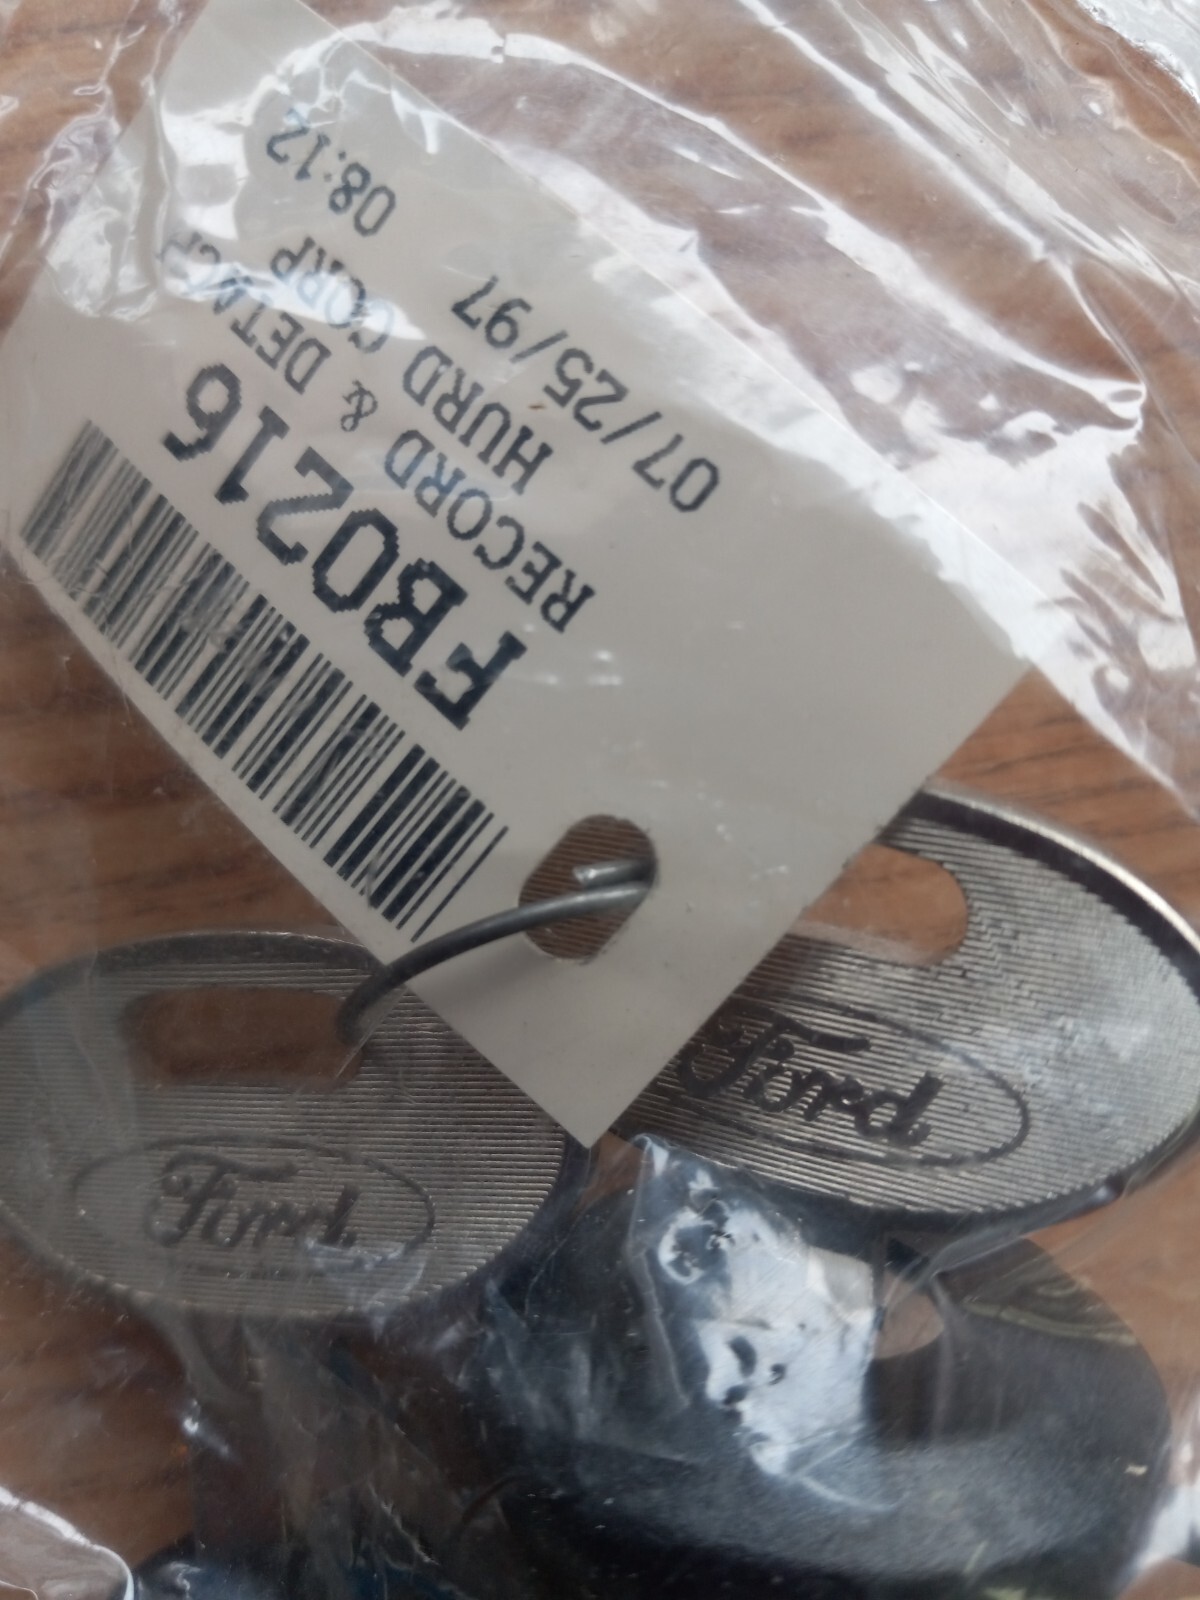 FB0216
RECORD & DETACH
HURD CORP
07/25/97 08:12
Ford
Ford